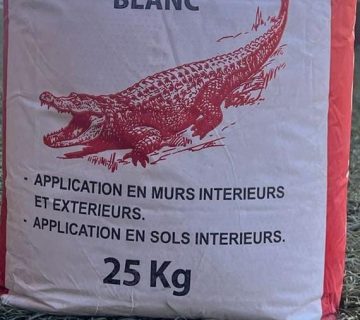 BLANC
- APPLICATION EN MURS INTERIEURS
ET EXTERIEURS.
- APPLICATION EN SOLS INTERIEURS.
25 Kg